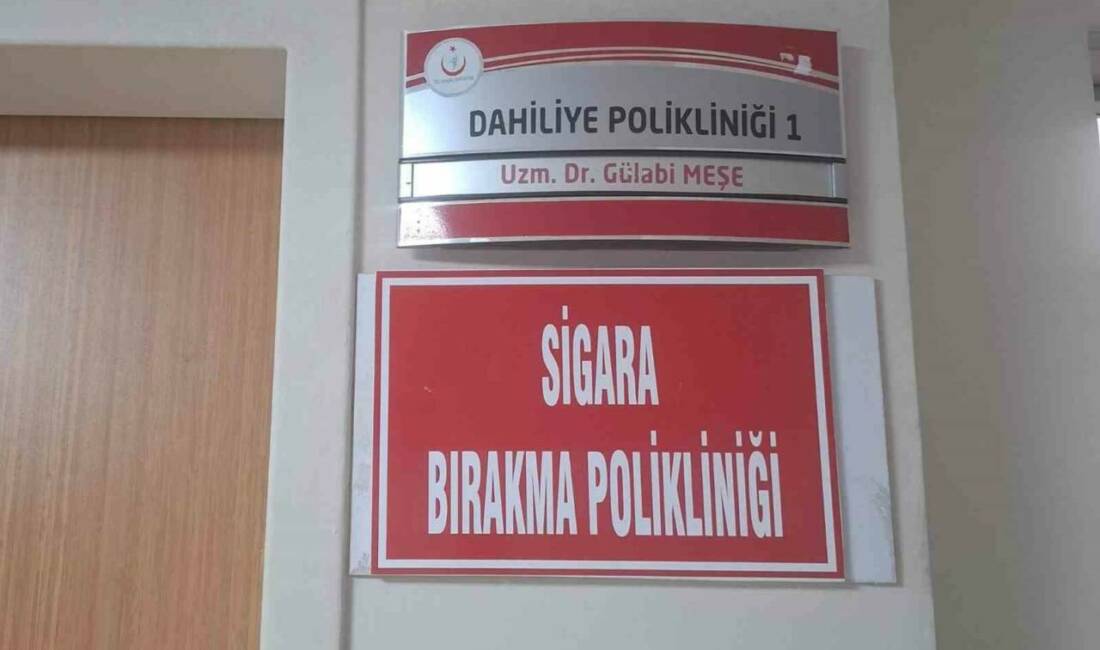 DAHİLİYE POLİKLİNİĞİ 1
Uzm. Dr. Gülabi MEŞE
SİGARA
BIRAKMA POLİKLİNİĞİ